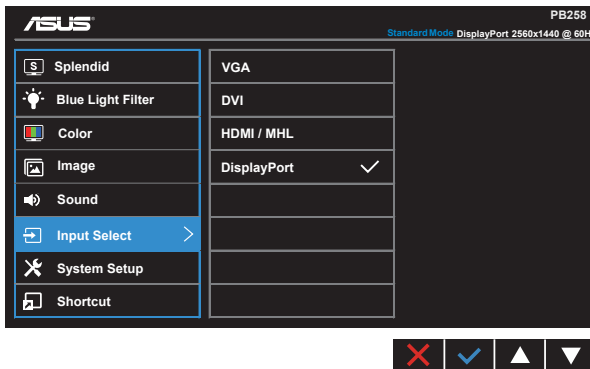 ASUS
PB258
Standard Mode DisplayPort 2560x1440 @ 60H
S Splendid
Blue Light Filter
Color
Image
Sound
Input Select
System Setup
Shortcut
VGA
DVI
HDMI / MHL
DisplayPort